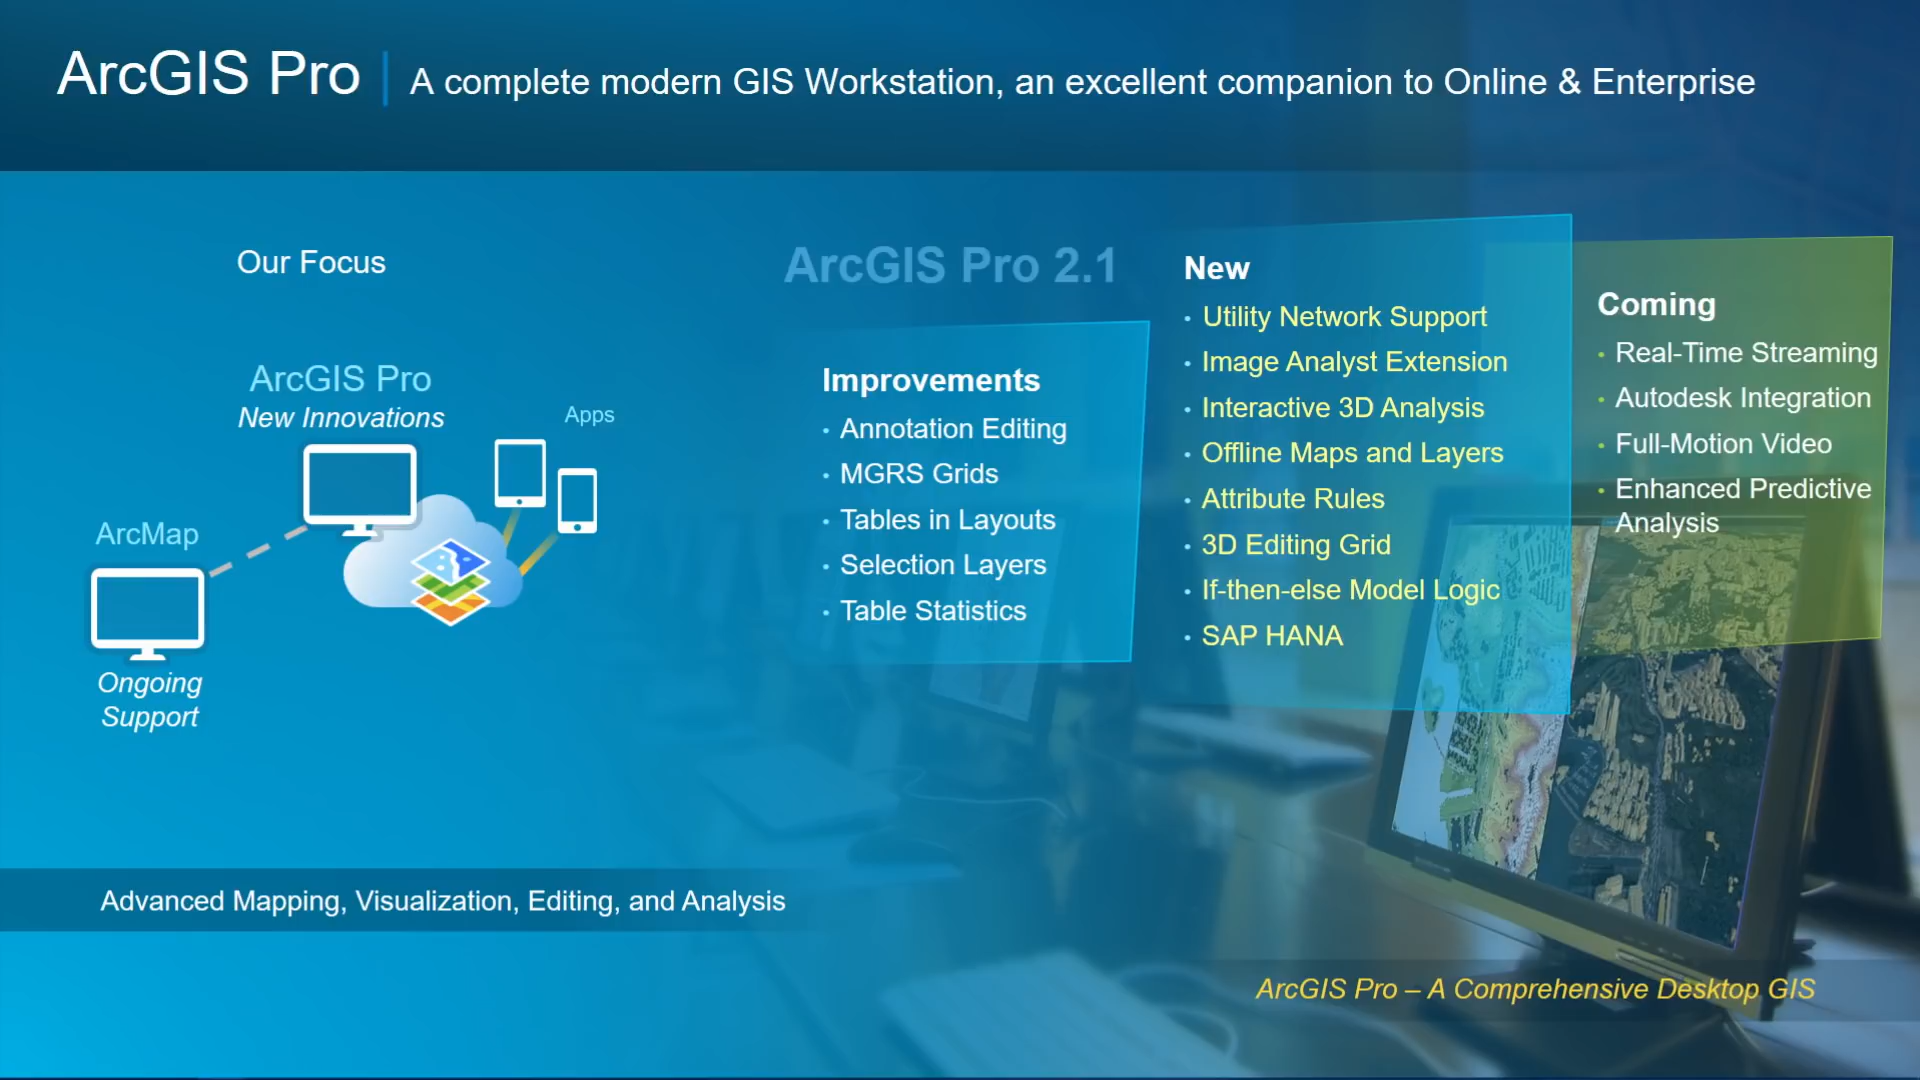 ArcGIS Pro | A complete modern GIS Workstation, an excellent companion to Online & Enterprise
Our Focus
ArcGIS Pro
New Innovations
Apps
ArcMap
Ongoing
Support
Advanced Mapping, Visualization, Editing, and Analysis
ArcGIS Pro 2.1
Improvements
• Annotation Editing
• MGRS Grids
• Tables in Layouts
• Selection Layers
• Table Statistics
New
• Utility Network Support
• Image Analyst Extension
• Interactive 3D Analysis
• Offline Maps and Layers
• Attribute Rules
• 3D Editing Grid
• If-then-else Model Logic
• SAP HANA
Coming
• Real-Time Streaming
• Autodesk Integration
• Full-Motion Video
• Enhanced Predictive
Analysis
ArcGIS Pro – A Comprehensive Desktop GIS